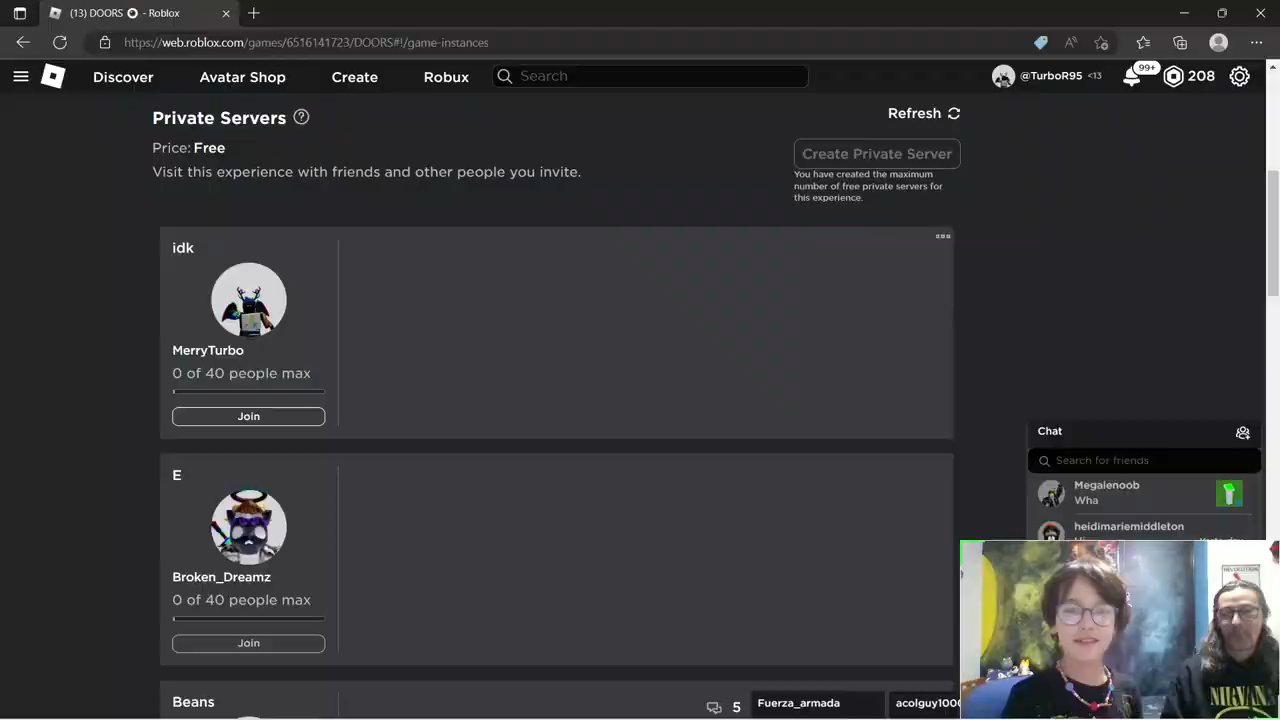 (13) DOORS - Roblox
https://web.roblox.com/games/6516141723/DOORS#!/game-instances
Discover
Avatar Shop
Create
Robux
Search
@TurboR95 <13
99+
208
Private Servers
Refresh
Price: Free
Visit this experience with friends and other people you invite.
Create Private Server
You have created the maximum
number of free private servers for
this experience.
idk
MerryTurbo
0 of 40 people max
Join
E
Broken_Dreamz
0 of 40 people max
Join
Beans
5
Fuerza_armada
acolguy1000
Chat
Search for friends
Megalenoob
Wha
heidimariemiddleton
NIRVANA